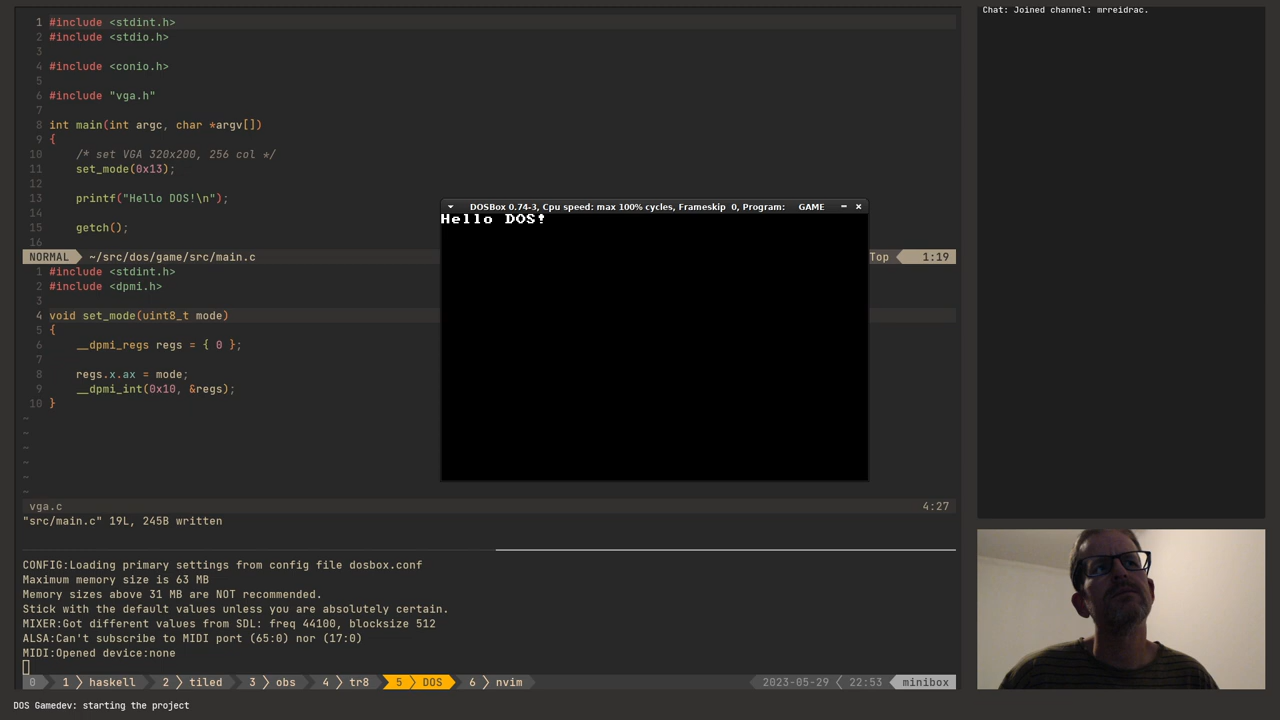 1 #include <stdint.h>
2 #include <stdio.h>
3
4 #include <conio.h>
5
6 #include "vga.h"
7
8 int main(int argc, char *argv[])
9 {
10 /* set VGA 320x200, 256 col */
11 set_mode(0x13);
12
13 printf("Hello DOS!\n");
14
15 getch();
16
NORMAL ~/src/dos/game/src/main.c Top 1:19
1 #include <stdint.h>
2 #include <dpmi.h>
3
4 void set_mode(uint8_t mode)
5 {
6 __dpmi_regs regs = { 0 };
7
8 regs.x.ax = mode;
9 __dpmi_int(0x10, &regs);
10 }
~
~
~
~
~
~
vga.c 4:27
"src/main.c" 19L, 245B written
CONFIG:Loading primary settings from config file dosbox.conf
Maximum memory size is 63 MB
Memory sizes above 31 MB are NOT recommended.
Stick with the default values unless you are absolutely certain.
MIXER:Got different values from SDL: freq 44100, blocksize 512
ALSA:Can't subscribe to MIDI port (65:0) nor (17:0)
MIDI:Opened device:none
0 1 haskell 2 tiled 3 obs 4 tr8 5 DOS 6 nvim 2023-05-29 22:53 minibox
DOS Gamedev: starting the project
DOSBox 0.74-3, Cpu speed: max 100% cycles, Frameskip 0, Program: GAME
Hello DOS!
Chat: Joined channel: mrreidrac.